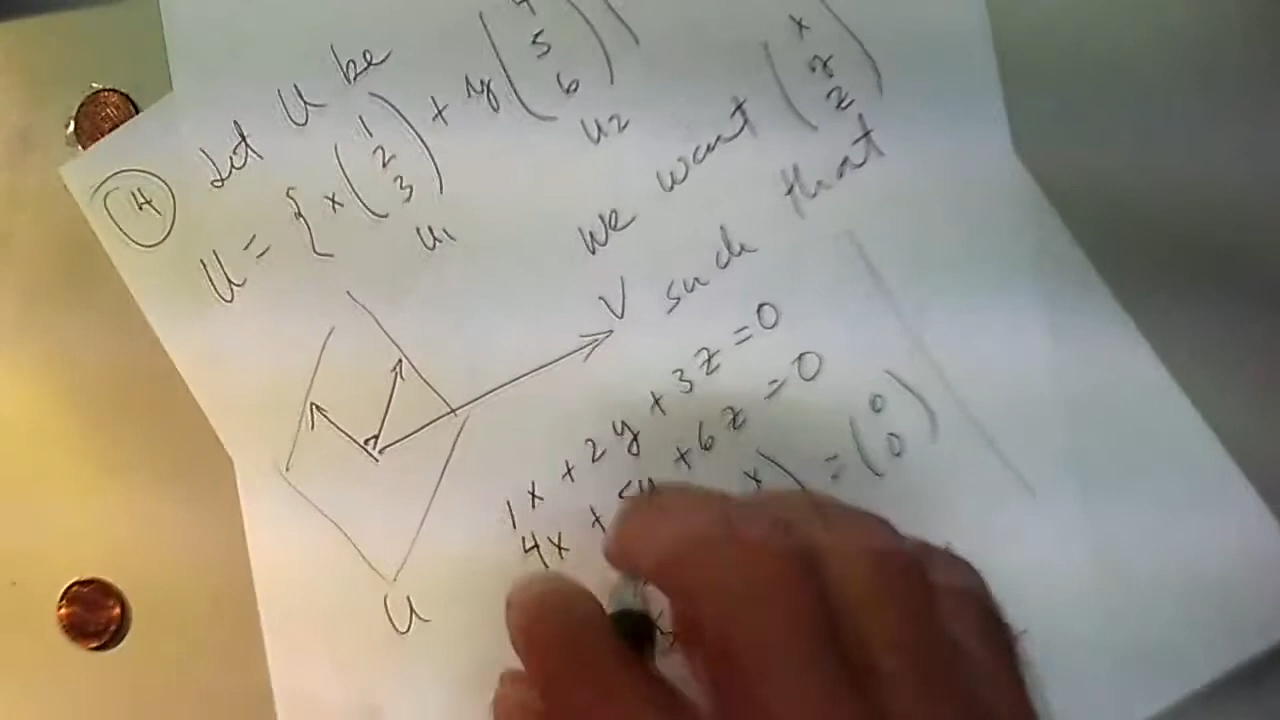 14
Let U be
U = { x ( 1 2 3 ) + y ( 4 5 6 )
u1 u2
We want ( x y z )
such that
V
U
1x + 2y + 3z = 0
4x + 5y + 6z = 0
x ) = ( 0 0 )